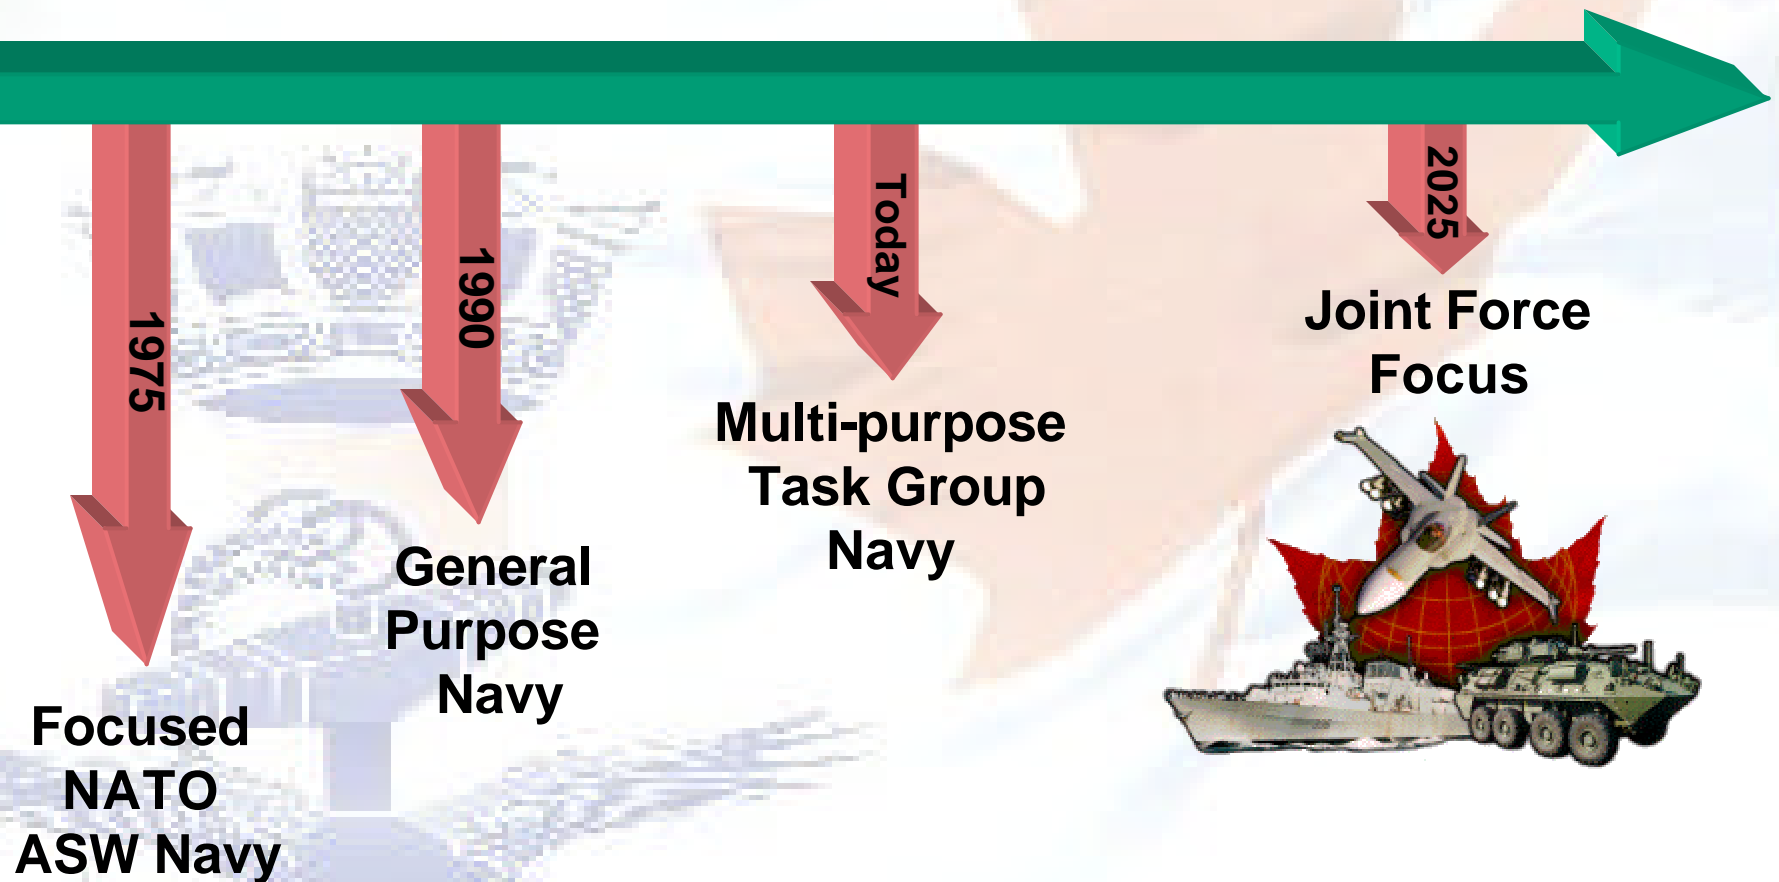 1975
Focused
NATO
ASW Navy
1990
General
Purpose
Navy
Today
Multi-purpose
Task Group
Navy
2025
Joint Force
Focus